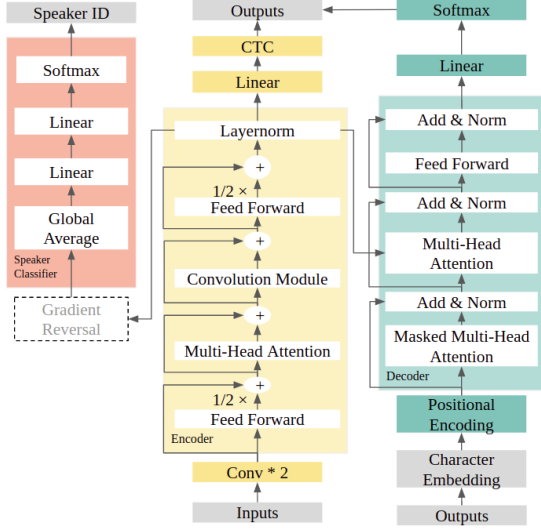 Speaker ID
Softmax
Linear
Linear
Global
Average
Speaker
Classifier
Gradient
Reversal
Outputs
CTC
Linear
Layernorm
+
1/2 ×
Feed Forward
+
Convolution Module
+
Multi-Head Attention
+
1/2 ×
Feed Forward
Encoder
Conv * 2
Inputs
Softmax
Linear
Add & Norm
Feed Forward
Add & Norm
Multi-Head
Attention
Add & Norm
Masked Multi-Head
Attention
Decoder
Positional
Encoding
Character
Embedding
Outputs